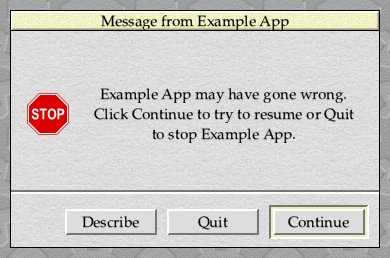 Message from Example App
STOP
Example App may have gone wrong.
Click Continue to try to resume or Quit
to stop Example App.
Describe
Quit
Continue